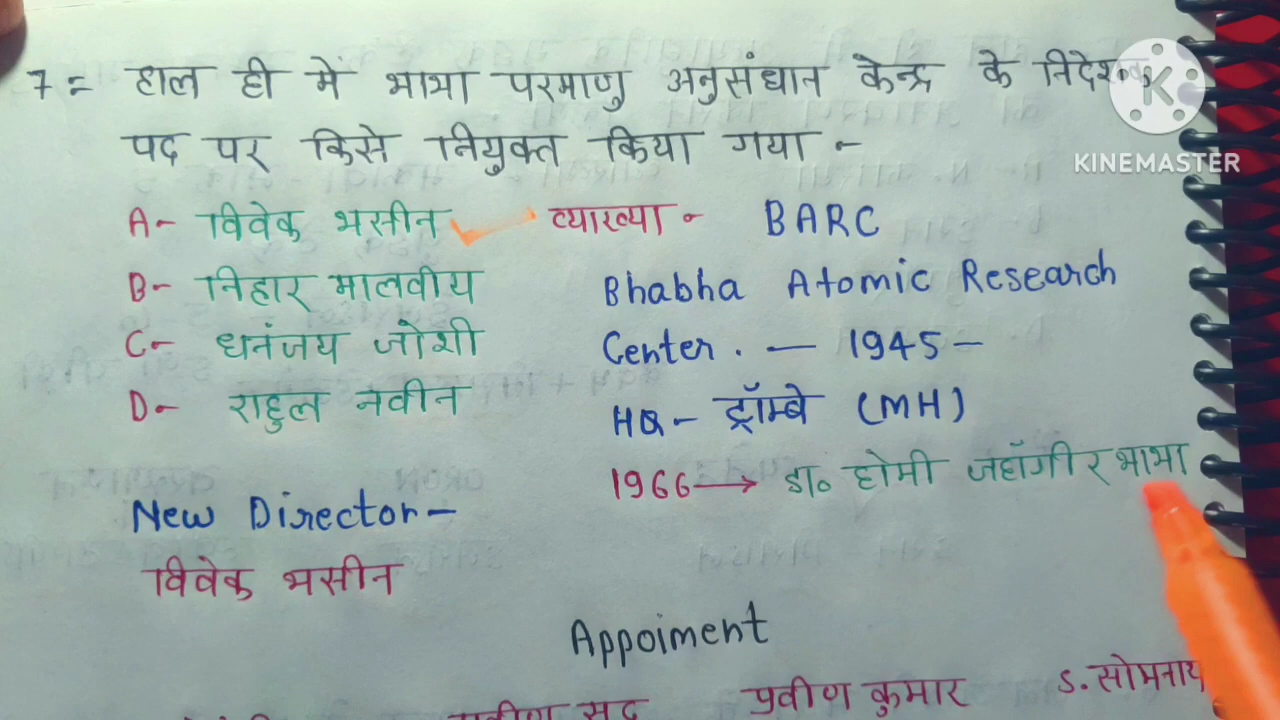 7 = हाल ही में भाभा परमाणु अनुसंधान केन्द्र के निदेशक
पद पर किसे नियुक्त किया गया -
A- विवेक भसीन
B- निहार मालवीय
C- धनंजय जोशी
D- राहुल नवीन
व्याख्या - BARC
Bhabha Atomic Research
Center. — 1945 -
HQ - ट्रॉम्बे (MH)
1966 → डा० होमी जहाँगीर भाभा
New Director -
विवेक भसीन
Appoiment
प्रवीण कुमार
S. सोमनाथ
KINEMASTER